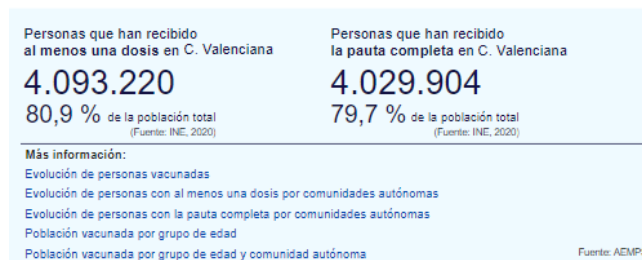 Personas que han recibido
al menos una dosis en C. Valenciana
4.093.220
80,9 % de la población total
(Fuente: INE, 2020)
Personas que han recibido
la pauta completa en C. Valenciana
4.029.904
79,7 % de la población total
(Fuente: INE, 2020)
Más información:
Evolución de personas vacunadas
Evolución de personas con al menos una dosis por comunidades autónomas
Evolución de personas con la pauta completa por comunidades autónomas
Población vacunada por grupo de edad
Población vacunada por grupo de edad y comunidad autónoma
Fuente: AEMPS